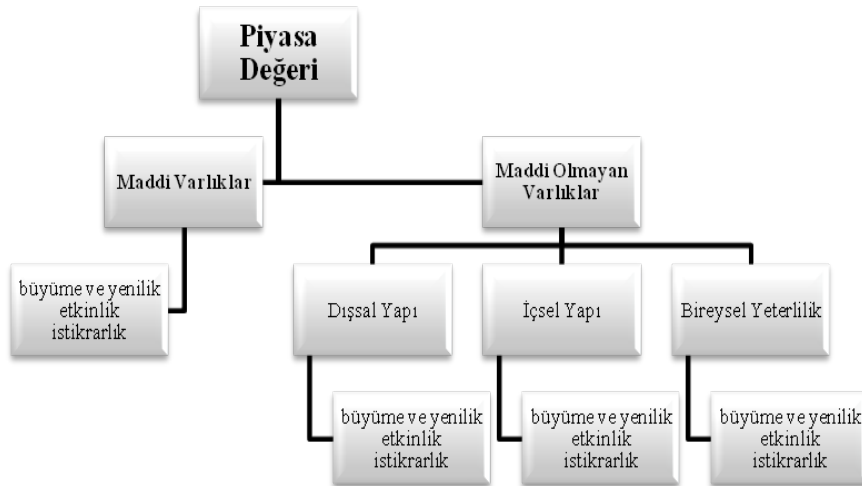 Piyasa
Değeri
Maddi Varlıklar
Maddi Olmayan
Varlıklar
büyüme ve yenilik
etkinlik
istikrarlık
Dışsal Yapı
İçsel Yapı
Bireysel Yeterlilik
büyüme ve yenilik
etkinlik
istikrarlık
büyüme ve yenilik
etkinlik
istikrarlık
büyüme ve yenilik
etkinlik
istikrarlık